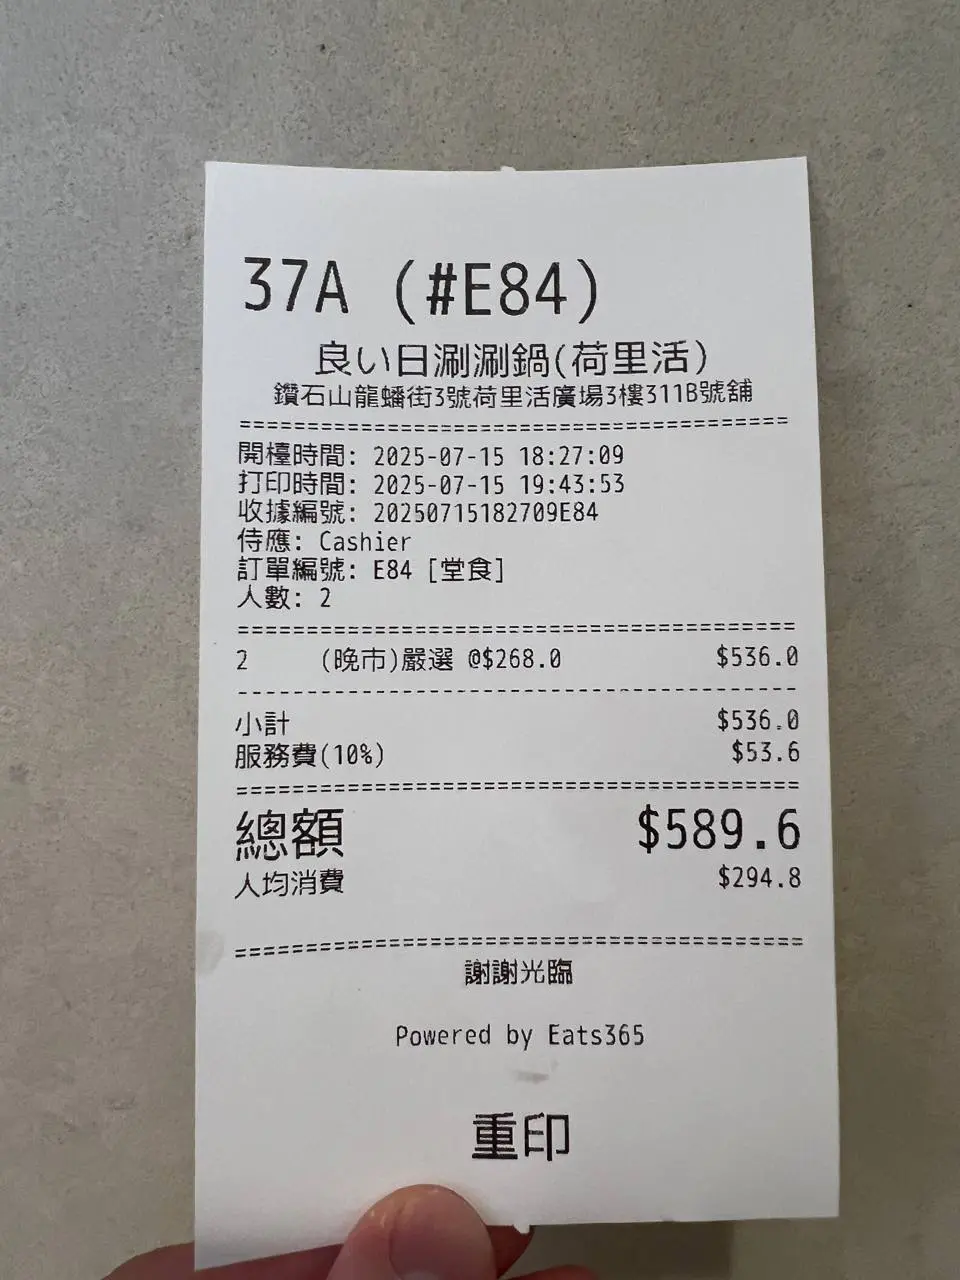 37A (#E84)
良い日涮涮鍋(荷里活)
鑽石山龍蟠街3號荷里活廣場3樓311B號舖
========================================
開檯時間: 2025-07-15 18:27:09
打印時間: 2025-07-15 19:43:53
收據編號: 20250715182709E84
侍應: Cashier
訂單編號: E84 [堂食]
人數: 2
========================================
2 (晚市)嚴選 @$268.0 $536.0
----------------------------------------
小計 $536.0
服務費(10%) $53.6
========================================
總額 $589.6
人均消費 $294.8
========================================
謝謝光臨
Powered by Eats365
重印